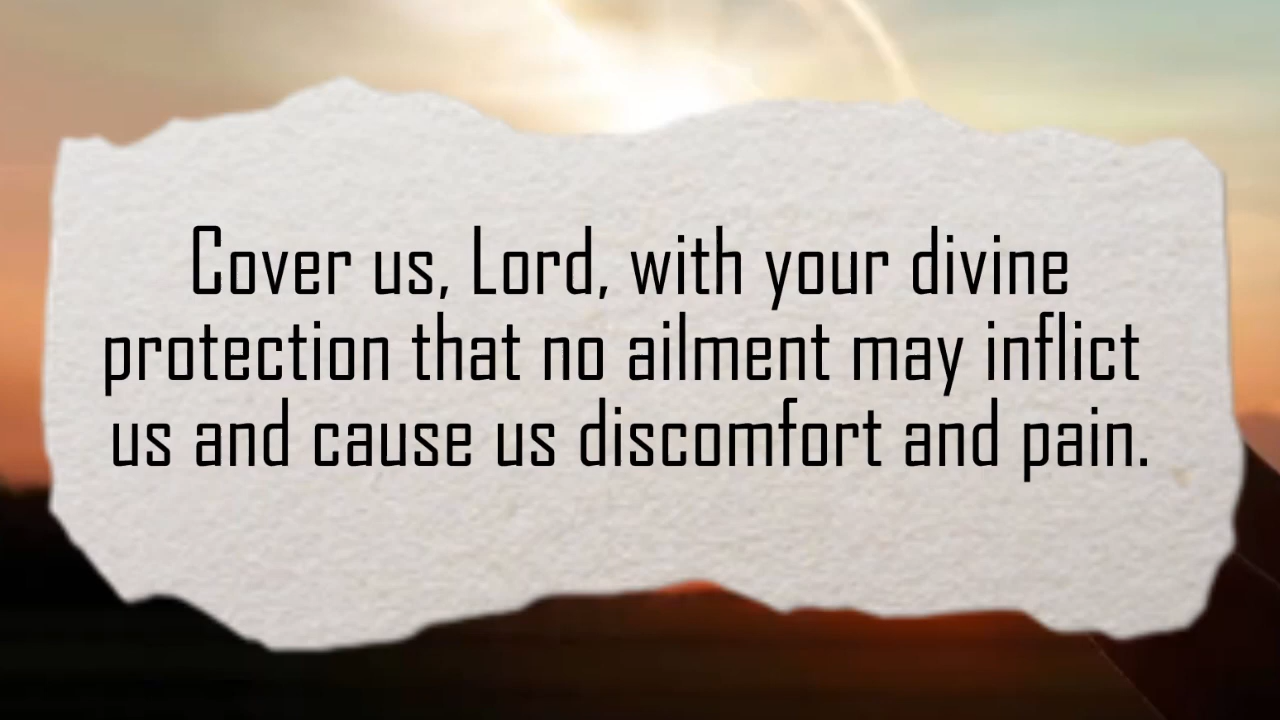 Cover us, Lord, with your divine
protection that no ailment may inflict
us and cause us discomfort and pain.